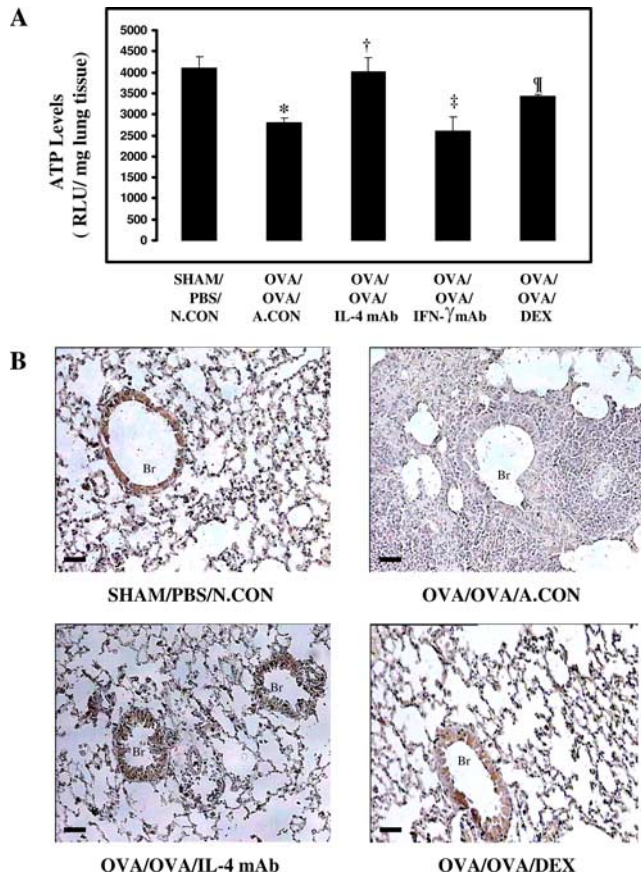 A
ATP Levels
( RLU/ mg lung tissue)
5000
4500
4000
3500
3000
2500
2000
1500
1000
500
0
*
†
‡
¶
SHAM/ OVA/ OVA/ OVA/ OVA/
PBS/ OVA/ OVA/ OVA/ OVA/
N.CON A.CON IL-4 mAb IFN-γ mAb DEX
B
Br
SHAM/PBS/N.CON
Br
OVA/OVA/A.CON
Br
Br
OVA/OVA/IL-4 mAb
Br
OVA/OVA/DEX